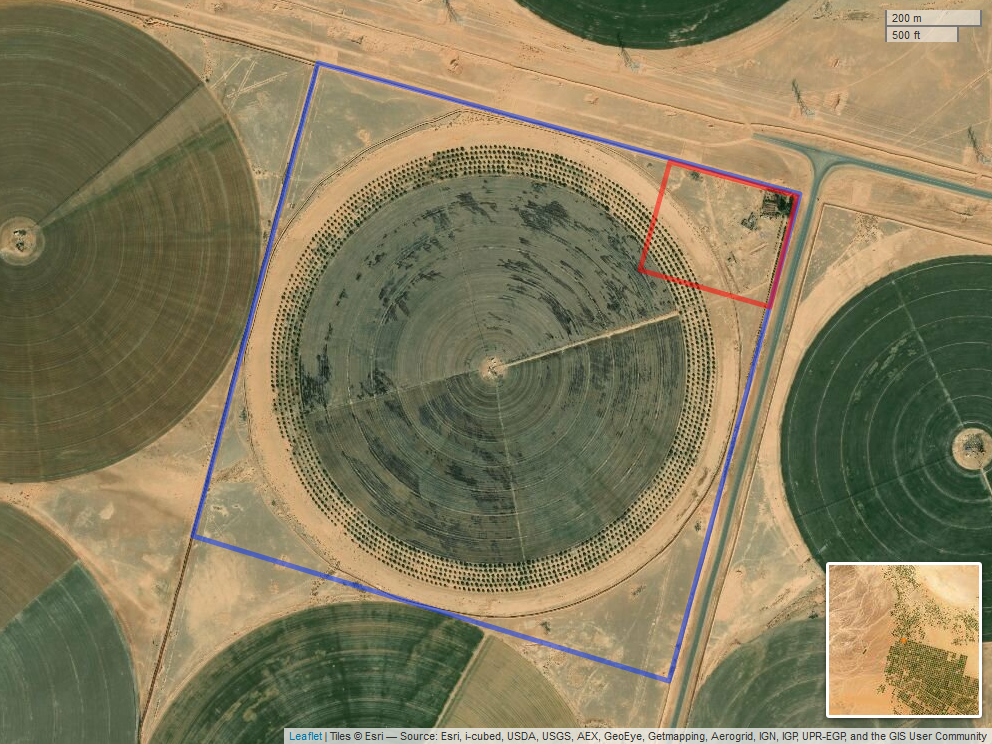 200 m
500 ft
Leaflet | Tiles © Esri — Source: Esri, i-cubed, USDA, USGS, AEX, GeoEye, Getmapping, Aerogrid, IGN, IGP, UPR-EGP, and the GIS User Community